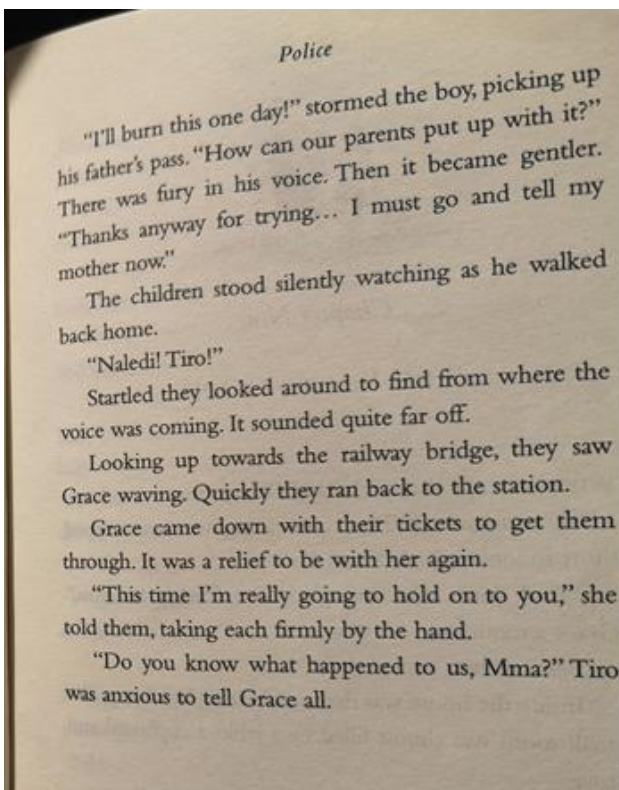 Police
“I’ll burn this one day!” stormed the boy, picking up
his father’s pass. “How can our parents put up with it?”
There was fury in his voice. Then it became gentler.
“Thanks anyway for trying... I must go and tell my
mother now.”
The children stood silently watching as he walked
back home.
“Naledi! Tiro!”
Startled they looked around to find from where the
voice was coming. It sounded quite far off.
Looking up towards the railway bridge, they saw
Grace waving. Quickly they ran back to the station.
Grace came down with their tickets to get them
through. It was a relief to be with her again.
“This time I’m really going to hold on to you,” she
told them, taking each firmly by the hand.
“Do you know what happened to us, Mma?” Tiro
was anxious to tell Grace all.